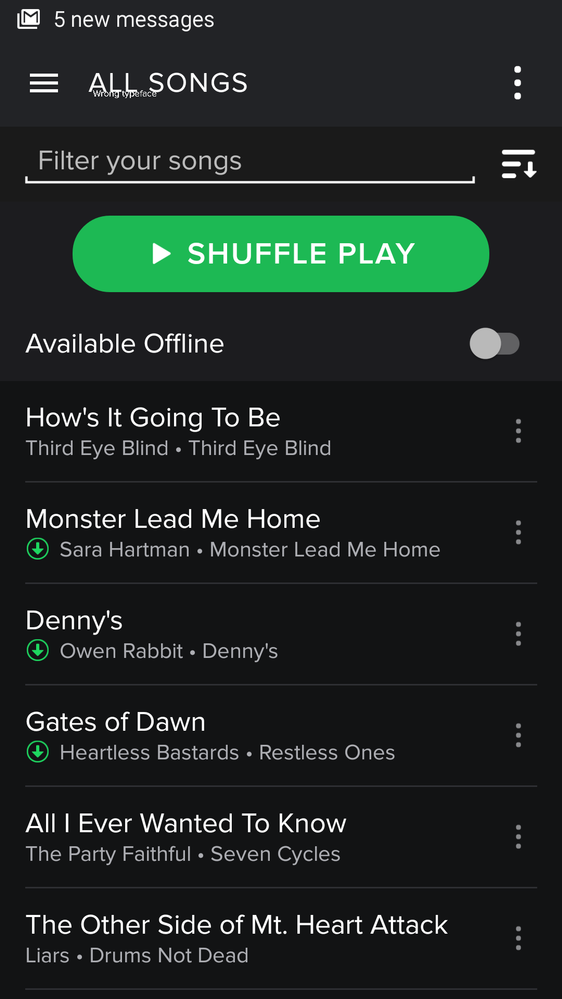 5 new messages
ALL SONGS
Wrong typeface
Filter your songs
SHUFFLE PLAY
Available Offline
How's It Going To Be
Third Eye Blind • Third Eye Blind
Monster Lead Me Home
Sara Hartman • Monster Lead Me Home
Denny's
Owen Rabbit • Denny's
Gates of Dawn
Heartless Bastards • Restless Ones
All I Ever Wanted To Know
The Party Faithful • Seven Cycles
The Other Side of Mt. Heart Attack
Liars • Drums Not Dead